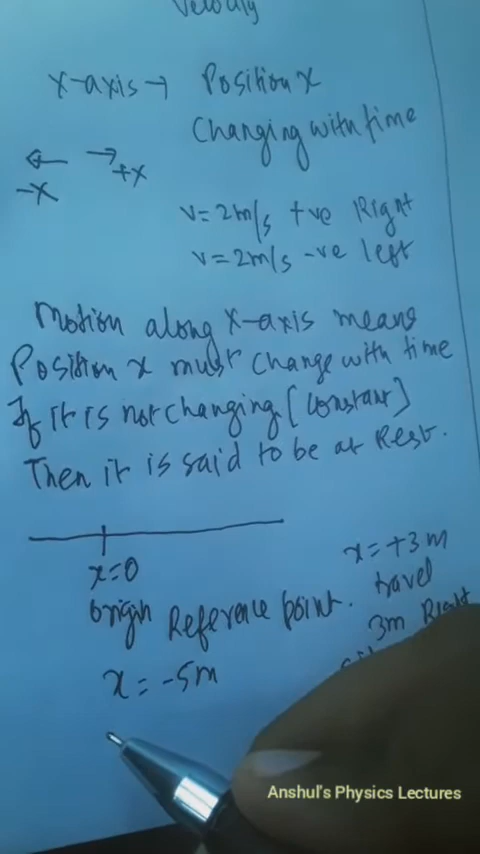 Velocity
x-axis → Position x
Changing with time
← →
-x +x
v=2m/s +ve Right
v=2m/s -ve left
Motion along x-axis means
Position x must change with time
If it is not changing [constant]
Then it is said to be at Rest.
x=0
origin Reference point.
x=+3m
travel
3m Right
x=-5m
Anshul's Physics Lectures